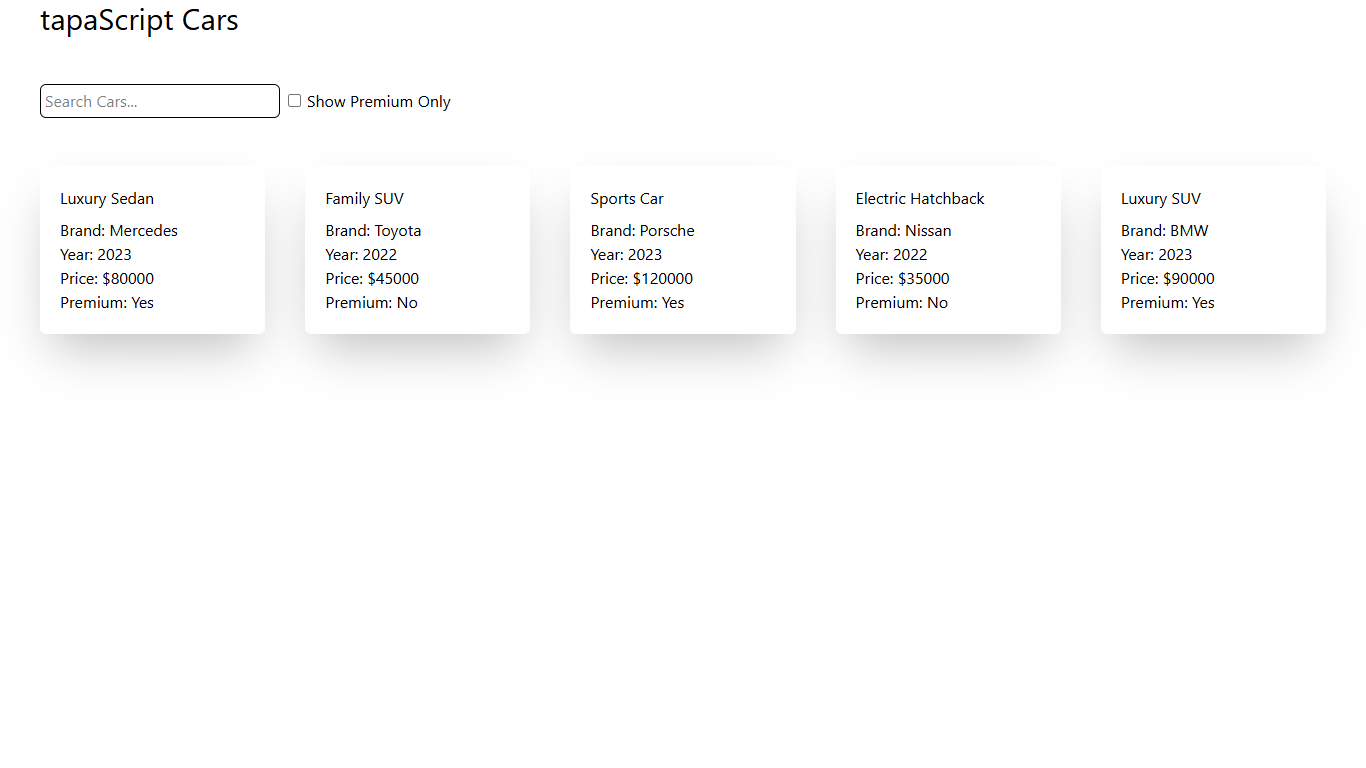 tapaScript Cars
Search Cars...
Show Premium Only
Luxury Sedan
Brand: Mercedes
Year: 2023
Price: $80000
Premium: Yes
Family SUV
Brand: Toyota
Year: 2022
Price: $45000
Premium: No
Sports Car
Brand: Porsche
Year: 2023
Price: $120000
Premium: Yes
Electric Hatchback
Brand: Nissan
Year: 2022
Price: $35000
Premium: No
Luxury SUV
Brand: BMW
Year: 2023
Price: $90000
Premium: Yes